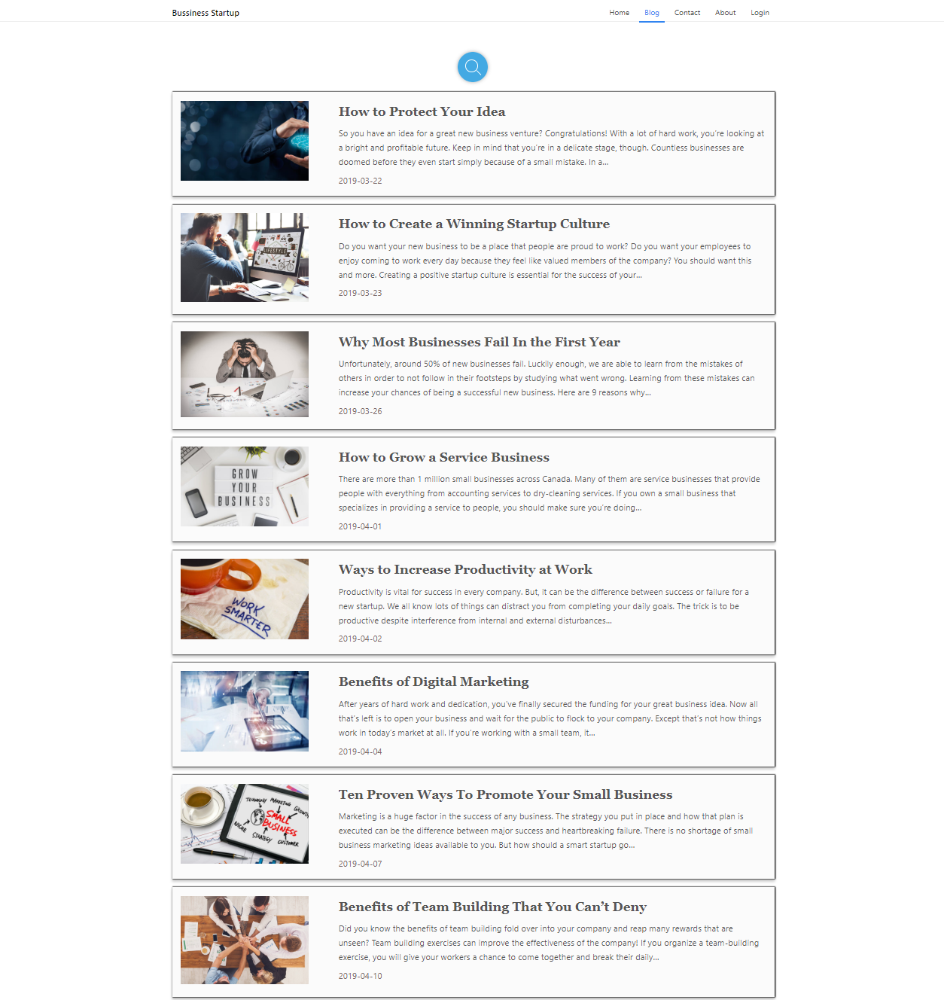 Bussiness Startup
Home Blog Contact About Login
How to Protect Your Idea
So you have an idea for a great new business venture? Congratulations! With a lot of hard work, you're looking at
a bright and profitable future. Keep in mind that you're in a delicate stage, though. Countless businesses are
doomed before they even start simply because of a small mistake. In a...
2019-03-22
LIFESTYLE
How to Create a Winning Startup Culture
Do you want your new business to be a place that people are proud to work? Do you want your employees to
enjoy coming to work every day because they feel like valued members of the company? You should want this
and more. Creating a positive startup culture is essential for the success of your...
2019-03-23
Why Most Businesses Fail In the First Year
Unfortunately, around 50% of new businesses fail. Luckily enough, we are able to learn from the mistakes of
others in order to not follow in their footsteps by studying what went wrong. Learning from these mistakes can
increase your chances of being a successful new business. Here are 9 reasons why...
2019-03-26
GROW
YOUR
BUSINESS
How to Grow a Service Business
There are more than 1 million small businesses across Canada. Many of them are service businesses that provide
people with everything from accounting services to dry-cleaning services. If you own a small business that
specializes in providing a service to people, you should make sure you're doing...
2019-04-01
WORK
SMARTER
Ways to Increase Productivity at Work
Productivity is vital for success in every company. But, it can be the difference between success or failure for a
new startup. We all know lots of things can distract you from completing your daily goals. The trick is to be
productive despite interference from internal and external disturbances...
2019-04-02
Benefits of Digital Marketing
After years of hard work and dedication, you've finally secured the funding for your great business idea. Now all
that's left is to open your business and wait for the public to flock to your company. Except that's not how things
work in today's market at all. If you're working with a small team, it...
2019-04-04
TECHNOLOGY MARKETING GROWTH
SMALL
BUSINESS
NICHE STRATEGY CUSTOMER
Ten Proven Ways To Promote Your Small Business
Marketing is a huge factor in the success of any business. The strategy you put in place and how that plan is
executed can be the difference between major success and heartbreaking failure. There is no shortage of small
business marketing ideas available to you. But how should a smart startup go...
2019-04-07
Benefits of Team Building That You Can't Deny
Did you know the benefits of team building fold over into your company and reap many rewards that are
unseen? Team building exercises can improve the effectiveness of the company! If you organize a team-building
exercise, you will give your workers a chance to come together and break their daily...
2019-04-10